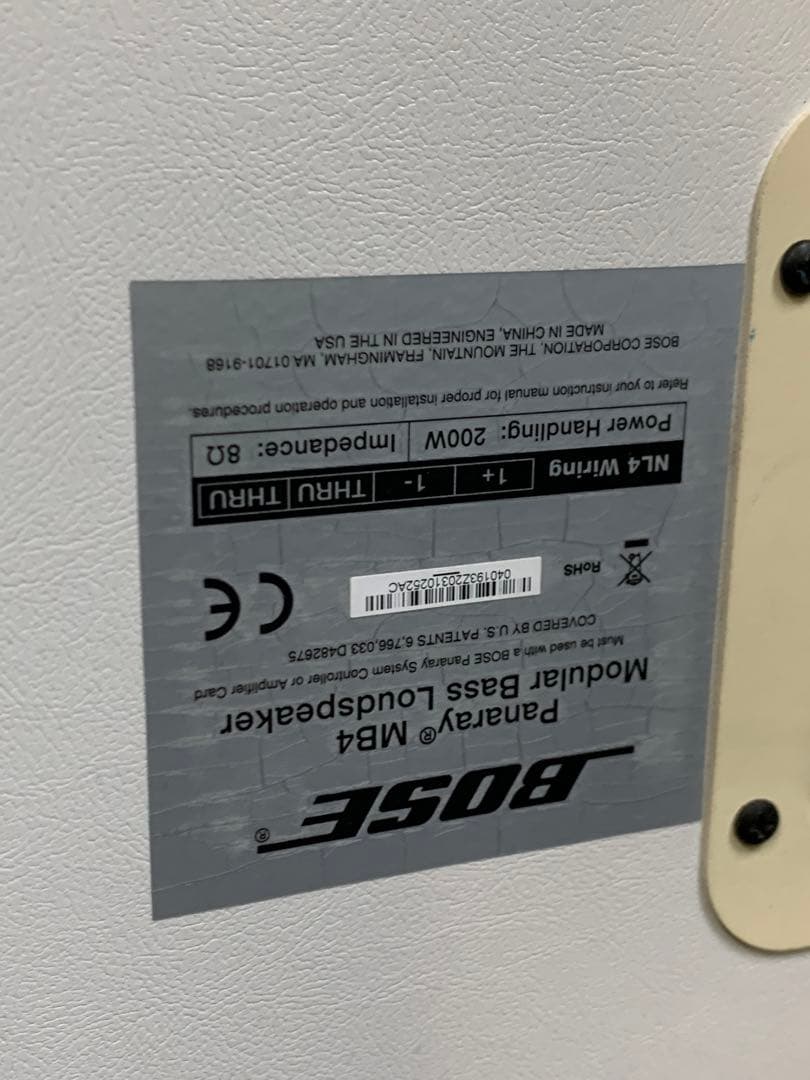 BOSE®
Panaray® MB4
Modular Bass Loudspeaker
Must be used with a BOSE Panaray System Controller or Amplifier Card
COVERED BY U.S. PATENTS 6,766,033 D482675
RoHS
040193Z20310252AC
CE
NL4 Wiring 1+ 1- THRU THRU
Power Handling: 200W Impedance: 8Ω
Refer to your instruction manual for proper installation and operation procedures.
BOSE CORPORATION, THE MOUNTAIN, FRAMINGHAM, MA 01701-9168
MADE IN CHINA, ENGINEERED IN THE USA